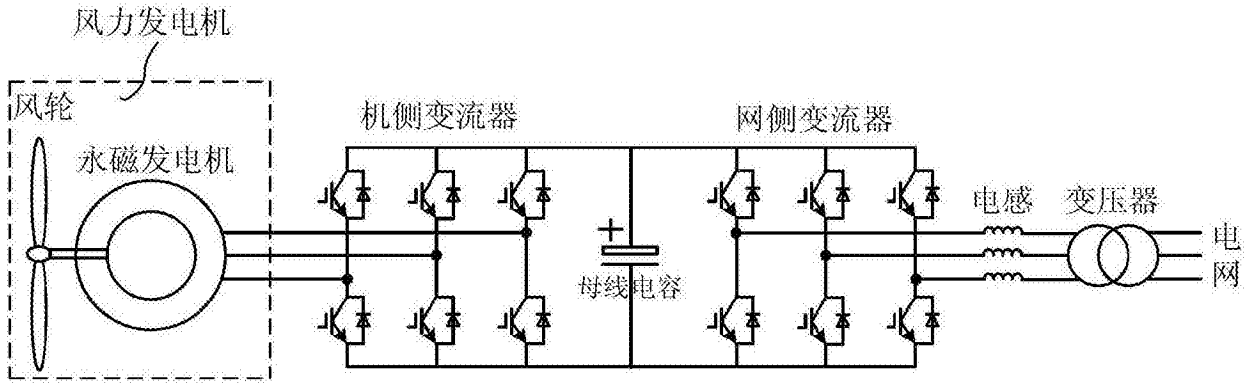 风力发电机
风轮
永磁发电机
机侧变流器
母线电容
网侧变流器
电感
变压器
电
网